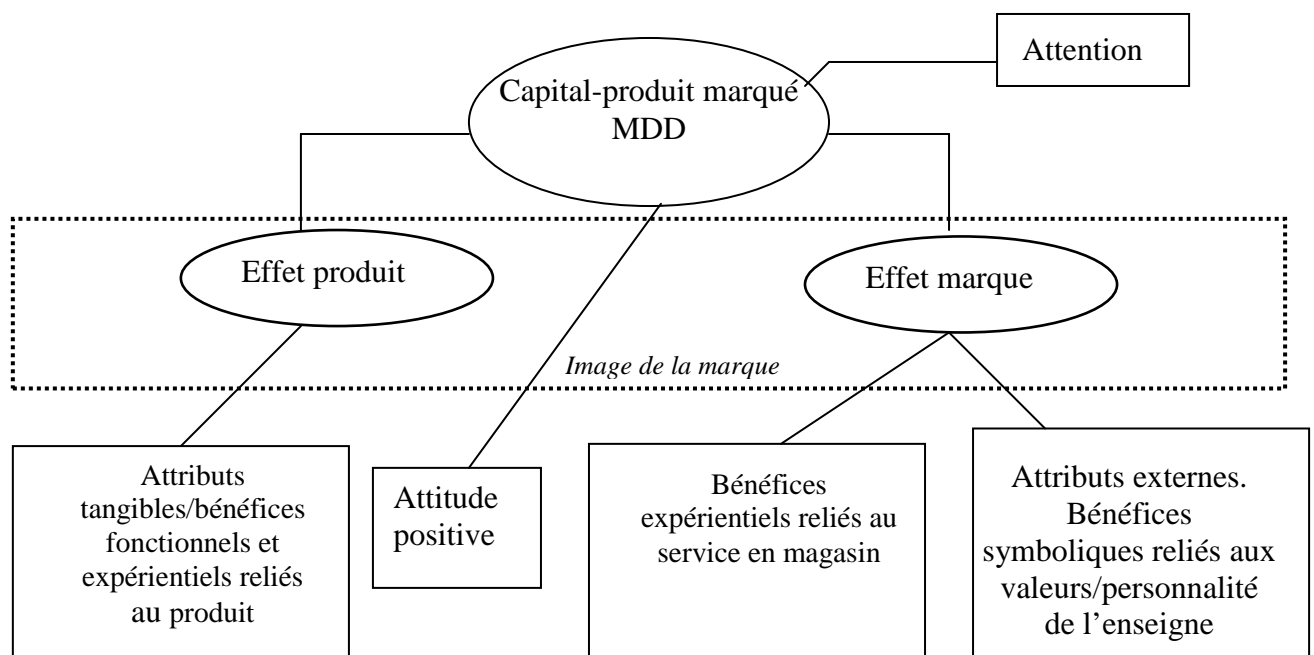 Attention
Capital-produit marqué
MDD
Effet produit
Effet marque
Image de la marque
Attributs
tangibles/bénéfices
fonctionnels et
expérientiels reliés
au produit
Attitude
positive
Bénéfices
expérientiels reliés au
service en magasin
Attributs externes.
Bénéfices
symboliques reliés aux
valeurs/personnalité
de l’enseigne